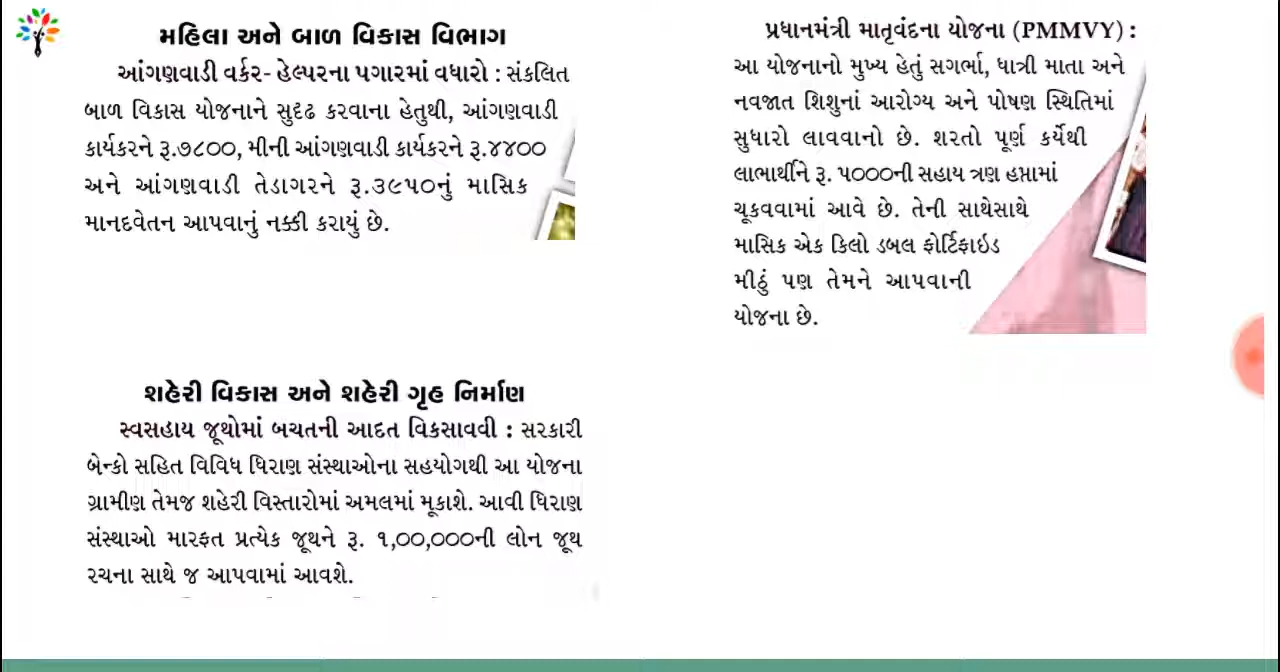 મહિલા અને બાળ વિકાસ વિભાગ
આંગણવાડી વર્કર- હેલ્પરના પગારમાં વધારો : સંકલિત
બાળ વિકાસ યોજનાને સુદૃઢ કરવાના હેતુથી, આંગણવાડી
કાર્યકરને રૂ.૭૮૦૦, મીની આંગણવાડી કાર્યકરને રૂ.૪૪૦૦
અને આંગણવાડી તેડાગરને રૂ.૩૯૫૦નું માસિક
માનદવેતન આપવાનું નક્કી કરાયું છે.
શહેરી વિકાસ અને શહેરી ગૃહ નિર્માણ
સ્વસહાય જૂથોમાં બચતની આદત વિકસાવવી : સરકારી
બેન્કો સહિત વિવિધ ધિરાણ સંસ્થાઓના સહયોગથી આ યોજના
ગ્રામીણ તેમજ શહેરી વિસ્તારોમાં અમલમાં મૂકાશે. આવી ધિરાણ
સંસ્થાઓ મારફત પ્રત્યેક જૂથને રૂ. ૧,૦૦,૦૦૦ની લોન જૂથ
રચના સાથે જ આપવામાં આવશે.
પ્રધાનમંત્રી માતૃવંદના યોજના (PMMVY) :
આ યોજનાનો મુખ્ય હેતું સગર્ભા, ધાત્રી માતા અને
નવજાત શિશુનાં આરોગ્ય અને પોષણ સ્થિતિમાં
સુધારો લાવવાનો છે. શરતો પૂર્ણ કર્યેથી
લાભાર્થીને રૂ. ૫૦૦૦ની સહાય ત્રણ હપ્તામાં
ચૂકવવામાં આવે છે. તેની સાથેસાથે
માસિક એક કિલો ડબલ ફોર્ટિફાઇડ
મીઠું પણ તેમને આપવાની
યોજના છે.